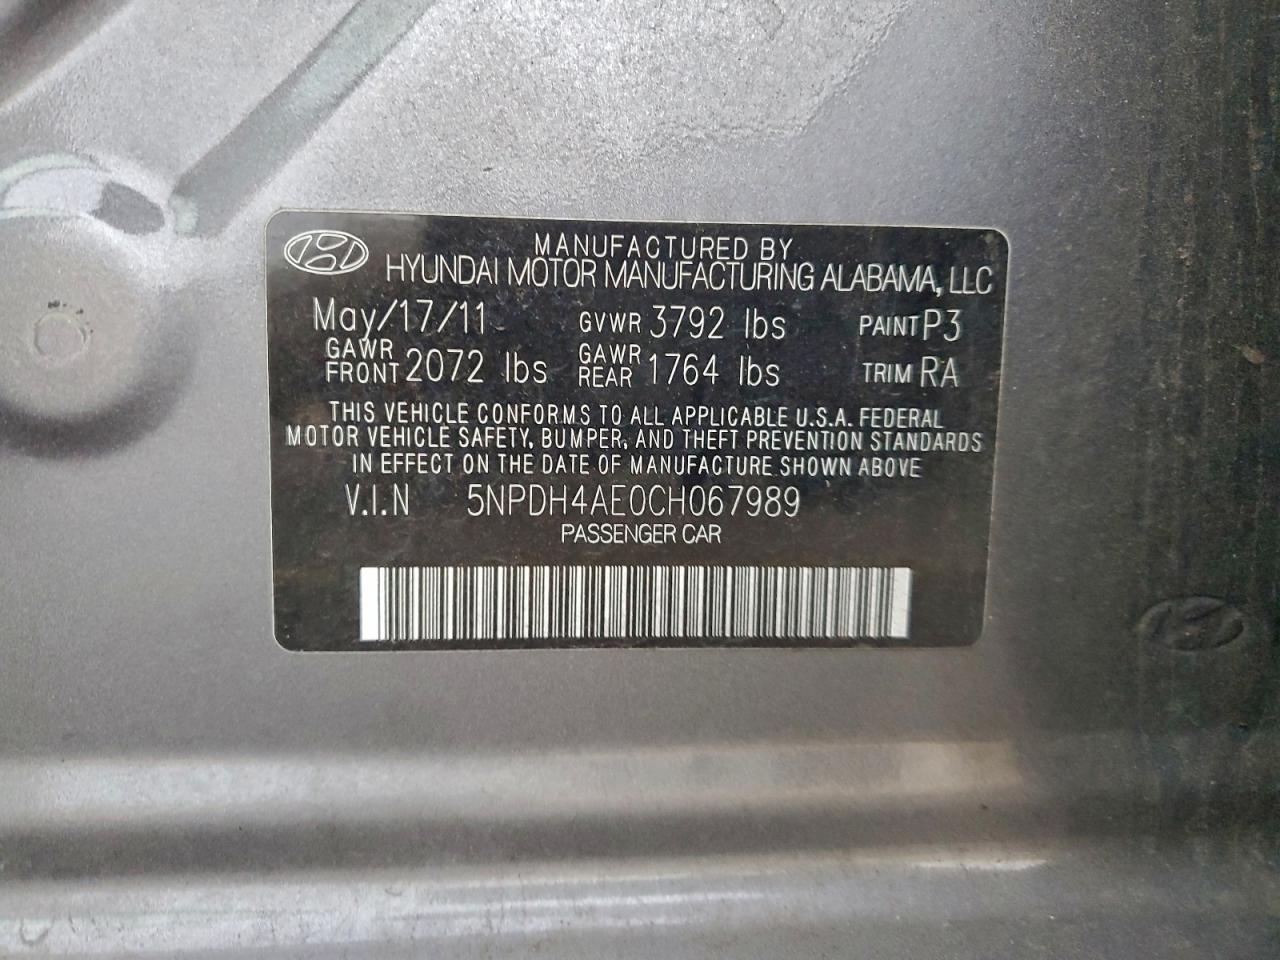 MANUFACTURED BY
HYUNDAI MOTOR MANUFACTURING ALABAMA, LLC
May/17/11 GVWR 3792 lbs PAINT P3
GAWR FRONT 2072 lbs GAWR REAR 1764 lbs TRIM RA
THIS VEHICLE CONFORMS TO ALL APPLICABLE U.S.A. FEDERAL
MOTOR VEHICLE SAFETY, BUMPER, AND THEFT PREVENTION STANDARDS
IN EFFECT ON THE DATE OF MANUFACTURE SHOWN ABOVE
V.I.N 5NPDH4AE0CH067989
PASSENGER CAR